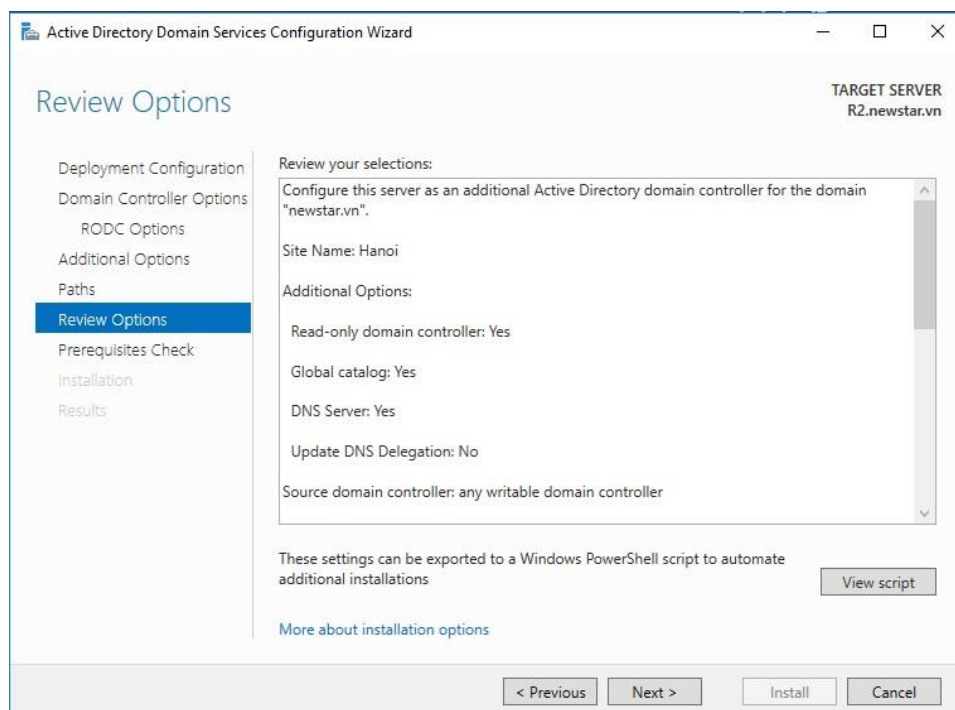 Active Directory Domain Services Configuration Wizard
Review Options
TARGET SERVER
R2.newstar.vn
Deployment Configuration
Domain Controller Options
RODC Options
Additional Options
Paths
Review Options
Prerequisites Check
Installation
Results
Review your selections:
Configure this server as an additional Active Directory domain controller for the domain
"newstar.vn".
Site Name: Hanoi
Additional Options:
Read-only domain controller: Yes
Global catalog: Yes
DNS Server: Yes
Update DNS Delegation: No
Source domain controller: any writable domain controller
These settings can be exported to a Windows PowerShell script to automate
additional installations
View script
More about installation options
< Previous
Next >
Install
Cancel